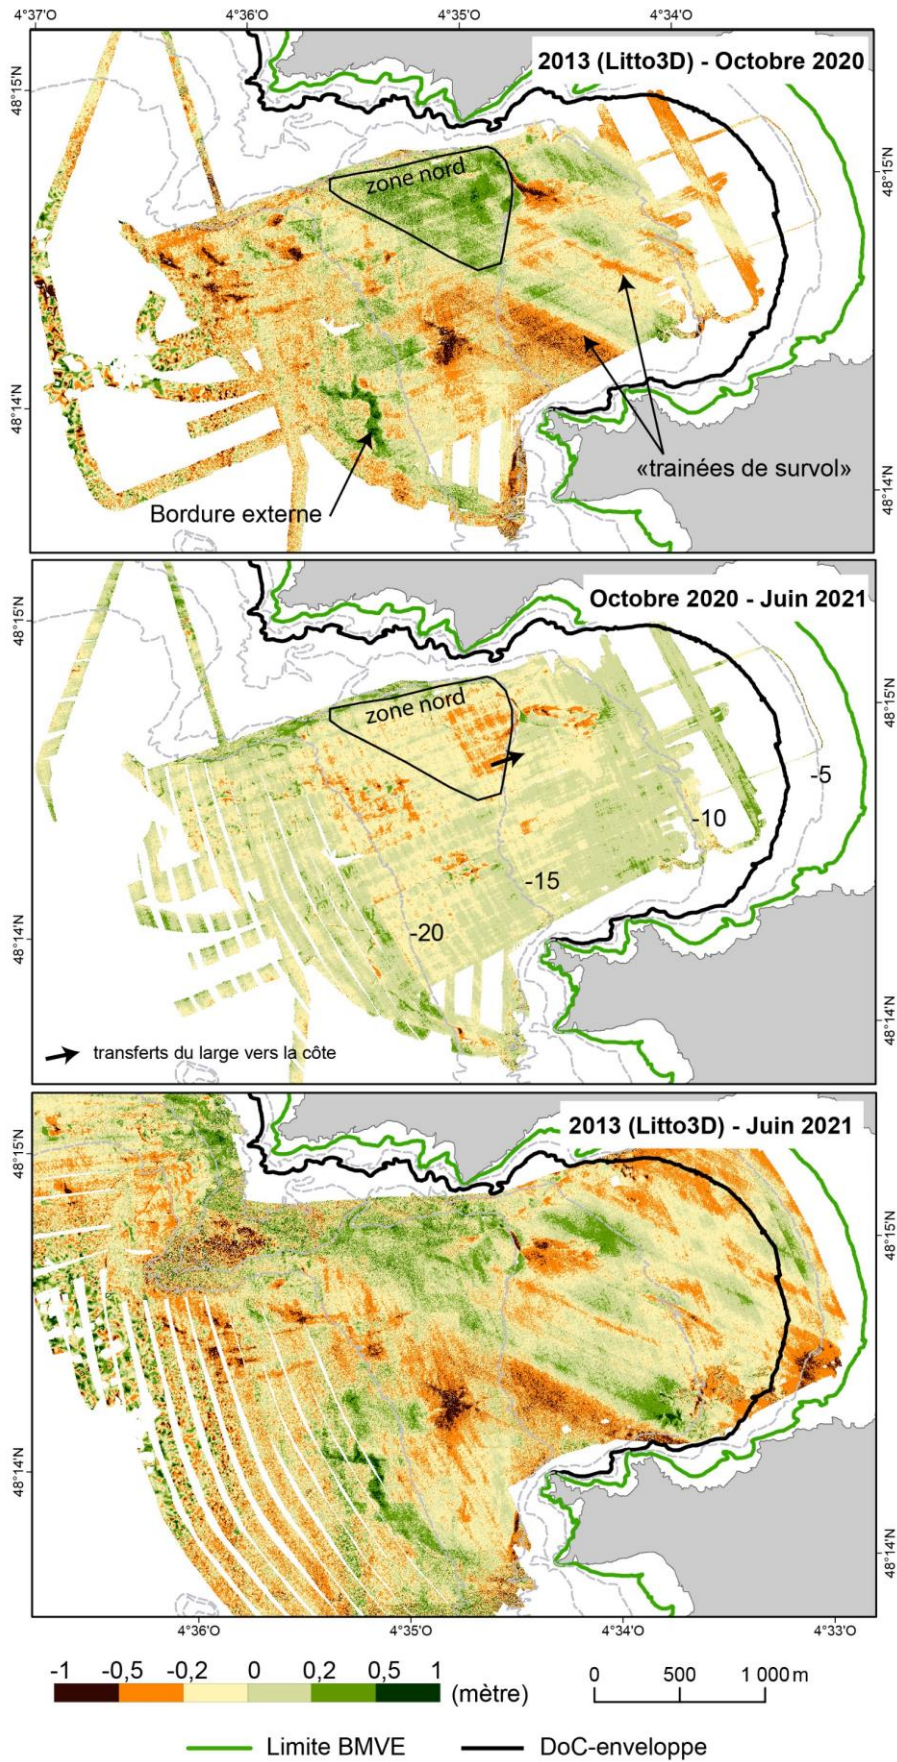 4°37'O 4°36'O 4°35'O 4°34'O
2013 (Litto3D) - Octobre 2020
48°15'N
48°15'N
zone nord
48°14'N
«trainées de survol»
Bordure externe
48°14'N
Octobre 2020 - Juin 2021
48°15'N
48°15'N
zone nord
-5
-10
-15
-20
48°14'N
48°14'N
transferts du large vers la côte
2013 (Litto3D) - Juin 2021
48°15'N
48°15'N
48°14'N
48°14'N
4°36'O 4°35'O 4°34'O 4°33'O
-1 -0,5 -0,2 0 0,2 0,5 1
(mètre)
0 500 1 000 m
Limite BMVE DoC-enveloppe